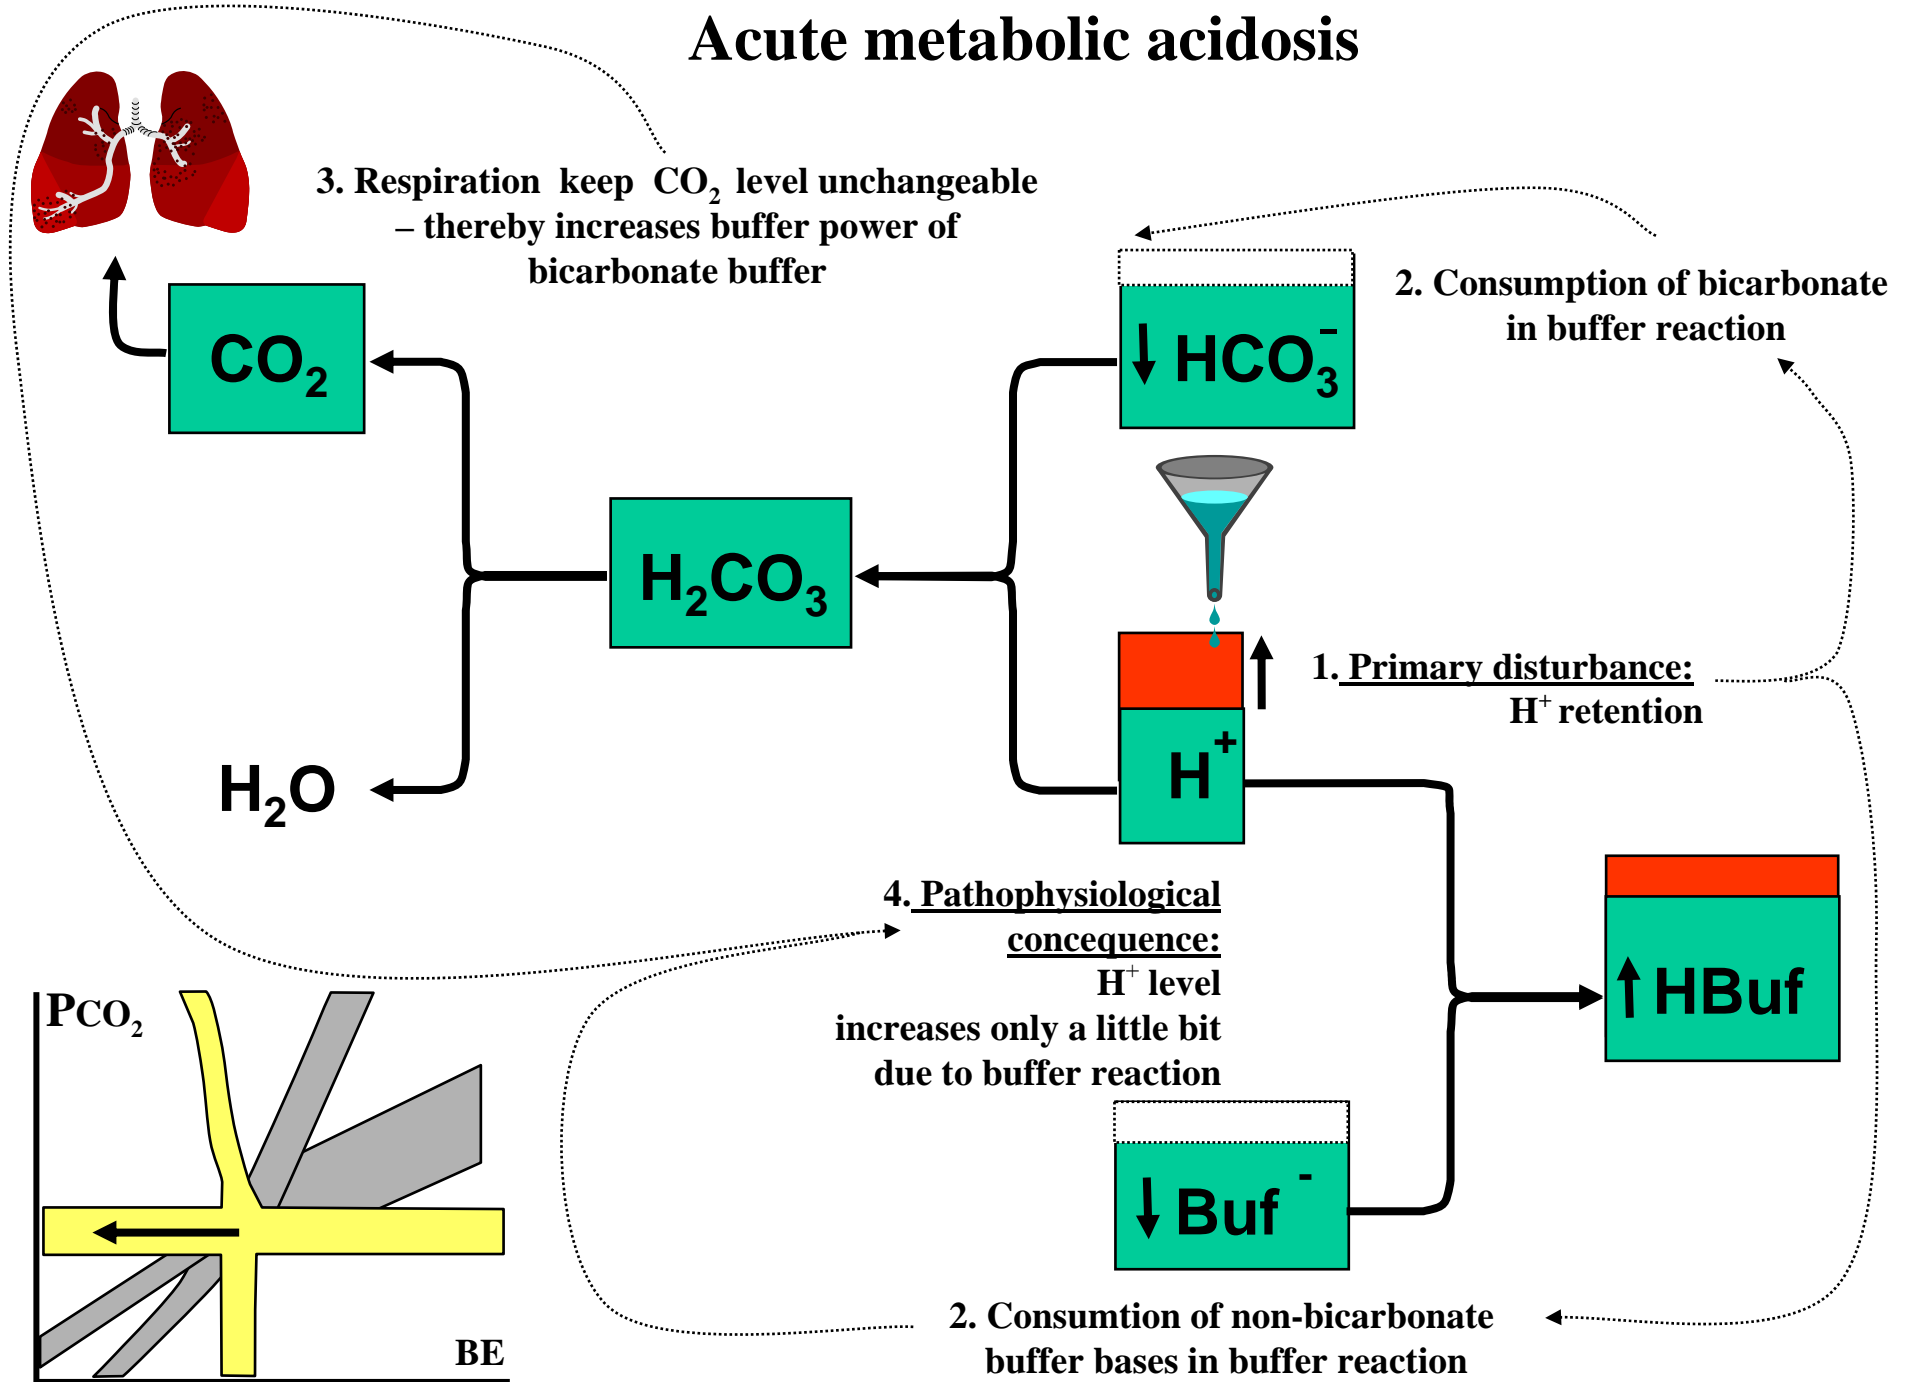 Acute metabolic acidosis
3. Respiration keep CO₂ level unchangeable
– thereby increases buffer power of
bicarbonate buffer
2. Consumption of bicarbonate
in buffer reaction
CO₂
HCO₃⁻
H₂CO₃
1. Primary disturbance:
H⁺ retention
H⁺
H₂O
4. Pathophysiological
concequence:
H⁺ level
increases only a little bit
due to buffer reaction
HBuf
PCO₂
Buf -
BE
2. Consumtion of non-bicarbonate
buffer bases in buffer reaction